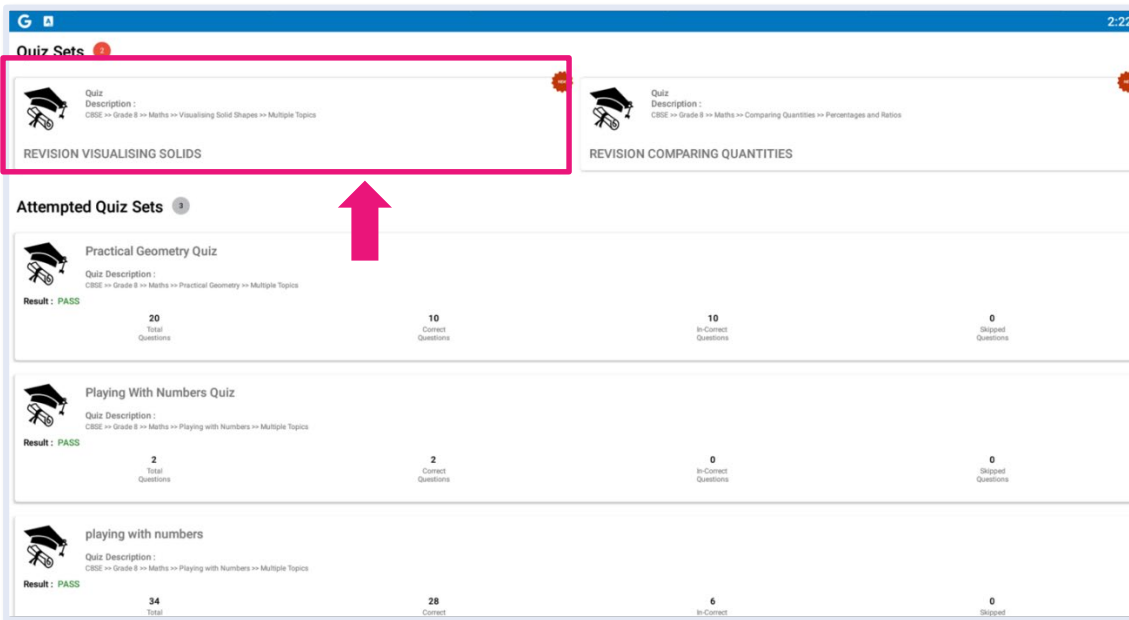 G A 2:22
Quiz Sets 2
Quiz
Description :
CBSE >> Grade 8 >> Maths >> Visualising Solid Shapes >> Multiple Topics
REVISION VISUALISING SOLIDS
Quiz
Description :
CBSE >> Grade 8 >> Maths >> Comparing Quantities >> Percentages and Ratios
REVISION COMPARING QUANTITIES
Attempted Quiz Sets 3
Practical Geometry Quiz
Quiz Description :
CBSE >> Grade 8 >> Maths >> Practical Geometry >> Multiple Topics
Result : PASS
20 10 10 0
Total Correct In-Correct Skipped
Questions Questions Questions Questions
Playing With Numbers Quiz
Quiz Description :
CBSE >> Grade 8 >> Maths >> Playing with Numbers >> Multiple Topics
Result : PASS
2 2 0 0
Total Correct In-Correct Skipped
Questions Questions Questions Questions
playing with numbers
Quiz Description :
CBSE >> Grade 8 >> Maths >> Playing with Numbers >> Multiple Topics
Result : PASS
34 28 6 0
Total Correct In-Correct Skipped